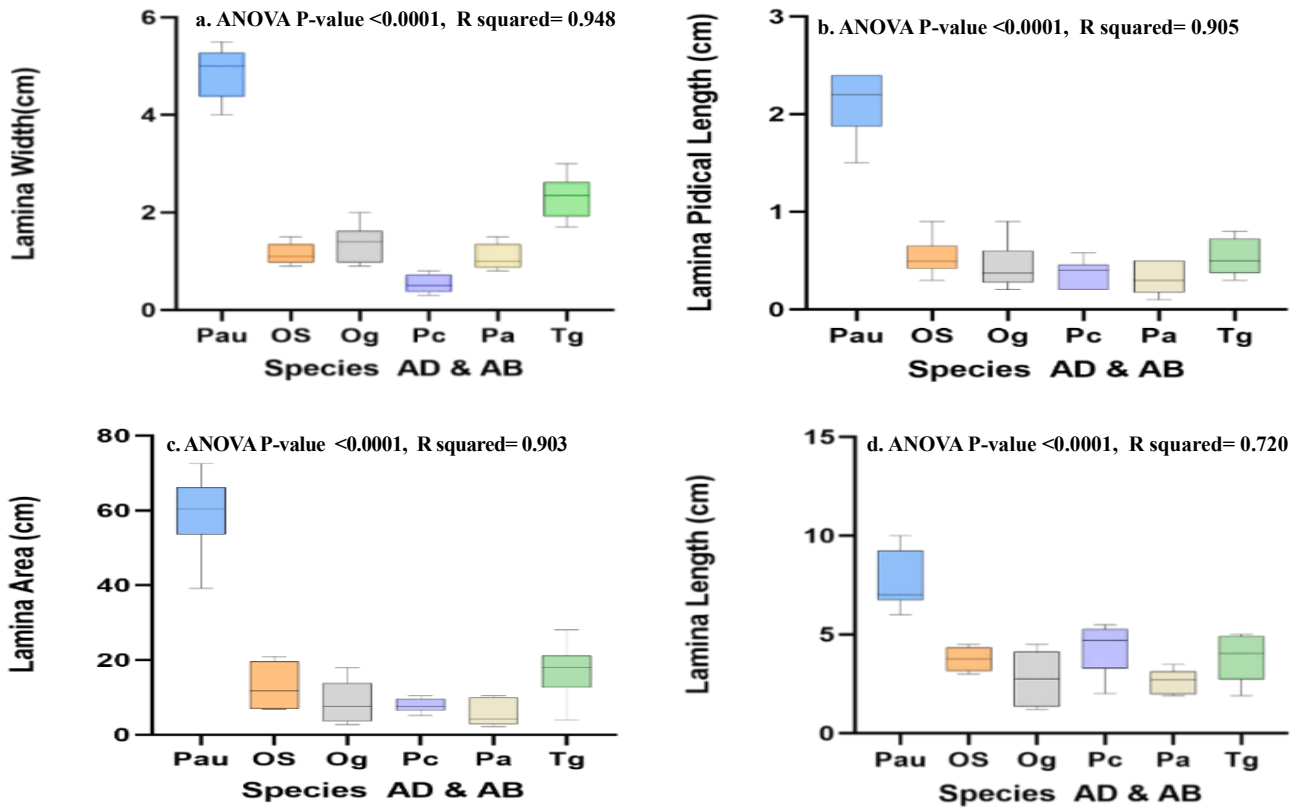 a. ANOVA P-value <0.0001, R squared= 0.948
Lamina Width(cm)
6
4
2
0
Pau OS Og Pc Pa Tg
Species AD & AB
b. ANOVA P-value <0.0001, R squared= 0.905
Lamina Pidical Length (cm)
3
2
1
0
Pau OS Og Pc Pa Tg
Species AD & AB
c. ANOVA P-value <0.0001, R squared= 0.903
Lamina Area (cm)
80
60
40
20
0
Pau OS Og Pc Pa Tg
Species AD & AB
d. ANOVA P-value <0.0001, R squared= 0.720
Lamina Length (cm)
15
10
5
0
Pau OS Og Pc Pa Tg
Species AD & AB